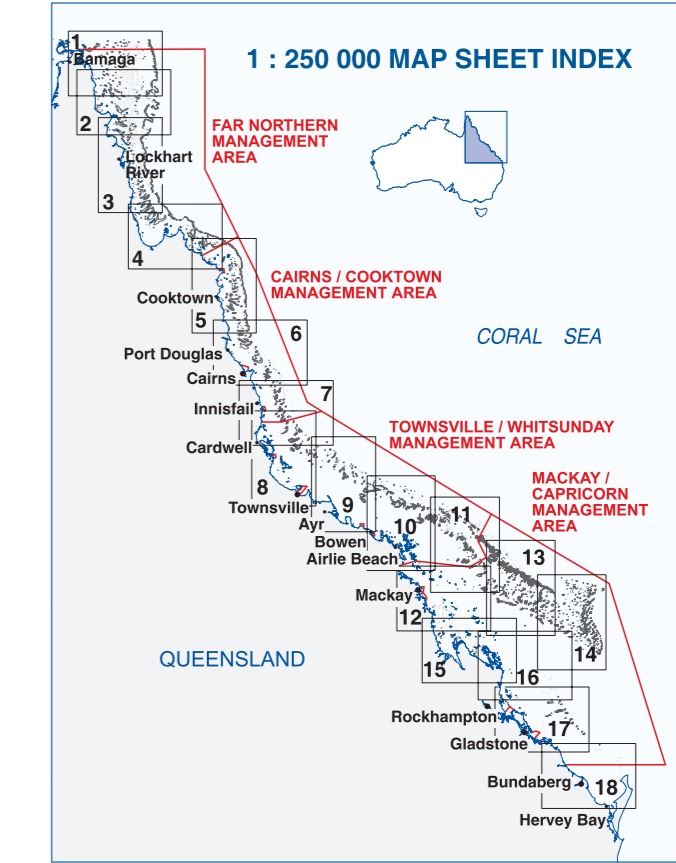 1 : 250 000 MAP SHEET INDEX
1
Bamaga
2
FAR NORTHERN
MANAGEMENT
AREA
Lockhart
River
3
4
CAIRNS / COOKTOWN
MANAGEMENT AREA
Cooktown
5
6
CORAL SEA
Port Douglas
Cairns
7
Innisfail
TOWNSVILLE / WHITSUNDAY
MANAGEMENT AREA
Cardwell
MACKAY /
CAPRICORN
MANAGEMENT
AREA
8
Townsville
9
Ayr
10
11
Bowen
Airlie Beach
13
Mackay
12
14
QUEENSLAND
15
16
Rockhampton
17
Gladstone
Bundaberg
18
Hervey Bay